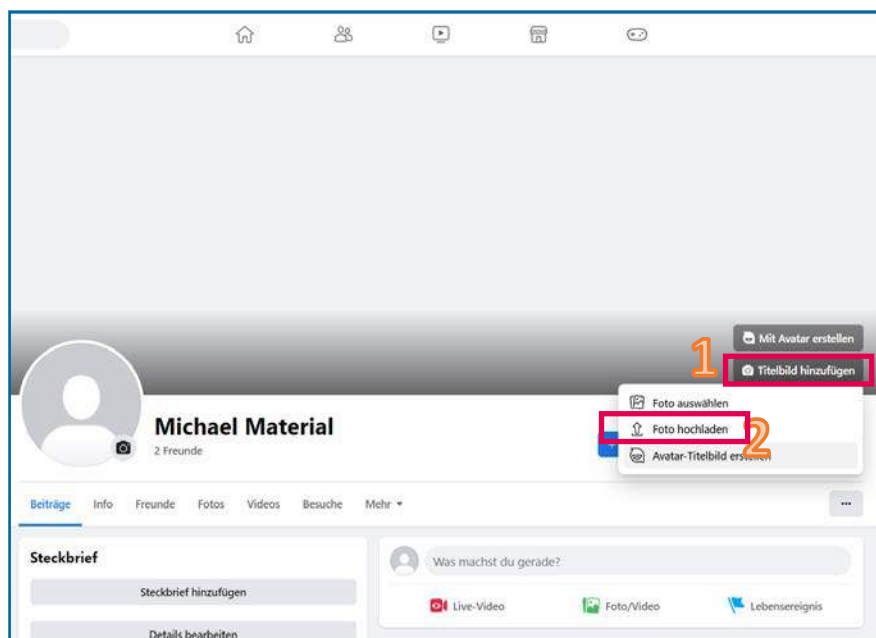 Mit Avatar erstellen
1
Titelbild hinzufügen
Foto auswählen
Foto hochladen
2
Avatar-Titelbild erstellen
Michael Material
2 Freunde
Beiträge Info Freunde Fotos Videos Besuche Mehr
Steckbrief
Steckbrief hinzufügen
Details bearbeiten
Was machst du gerade?
Live-Video Foto/Video Lebensereignis